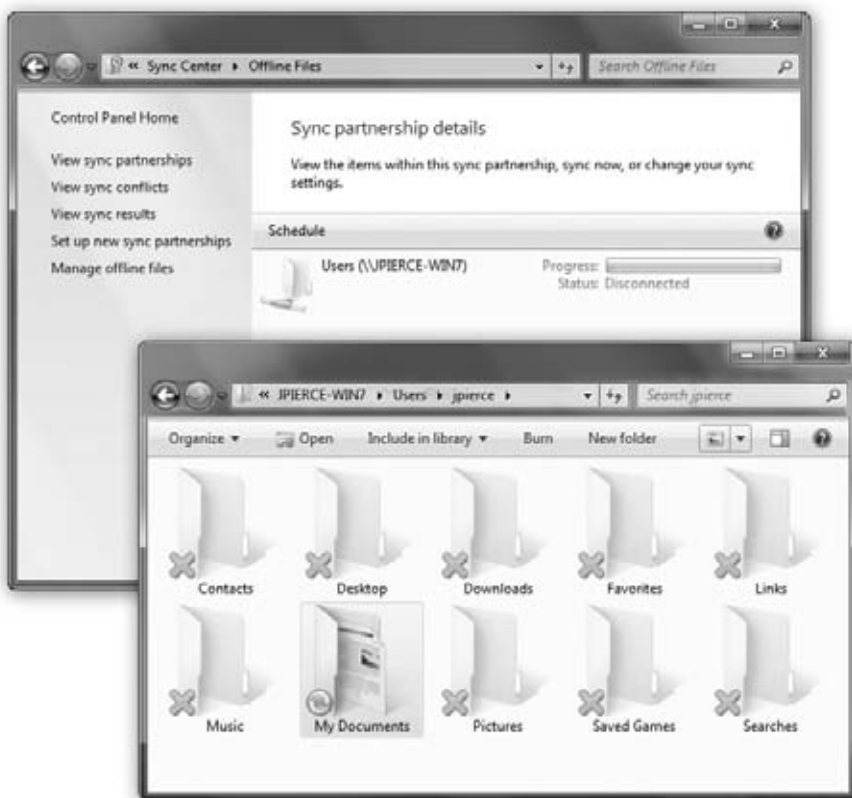 « Sync Center ▸ Offline Files
Search Offline Files
Control Panel Home
View sync partnerships
View sync conflicts
View sync results
Set up new sync partnerships
Manage offline files
Sync partnership details
View the items within this sync partnership, sync now, or change your sync
settings.
Schedule
Users (\\JPIERCE-WIN7)
Progress:
Status: Disconnected
« JPIERCE-WIN7 ▸ Users ▸ jpierce ▸
Search jpierce
Organize ▾ Open Include in library ▾ Burn New folder
Contacts Desktop Downloads Favorites Links
Music My Documents Pictures Saved Games Searches